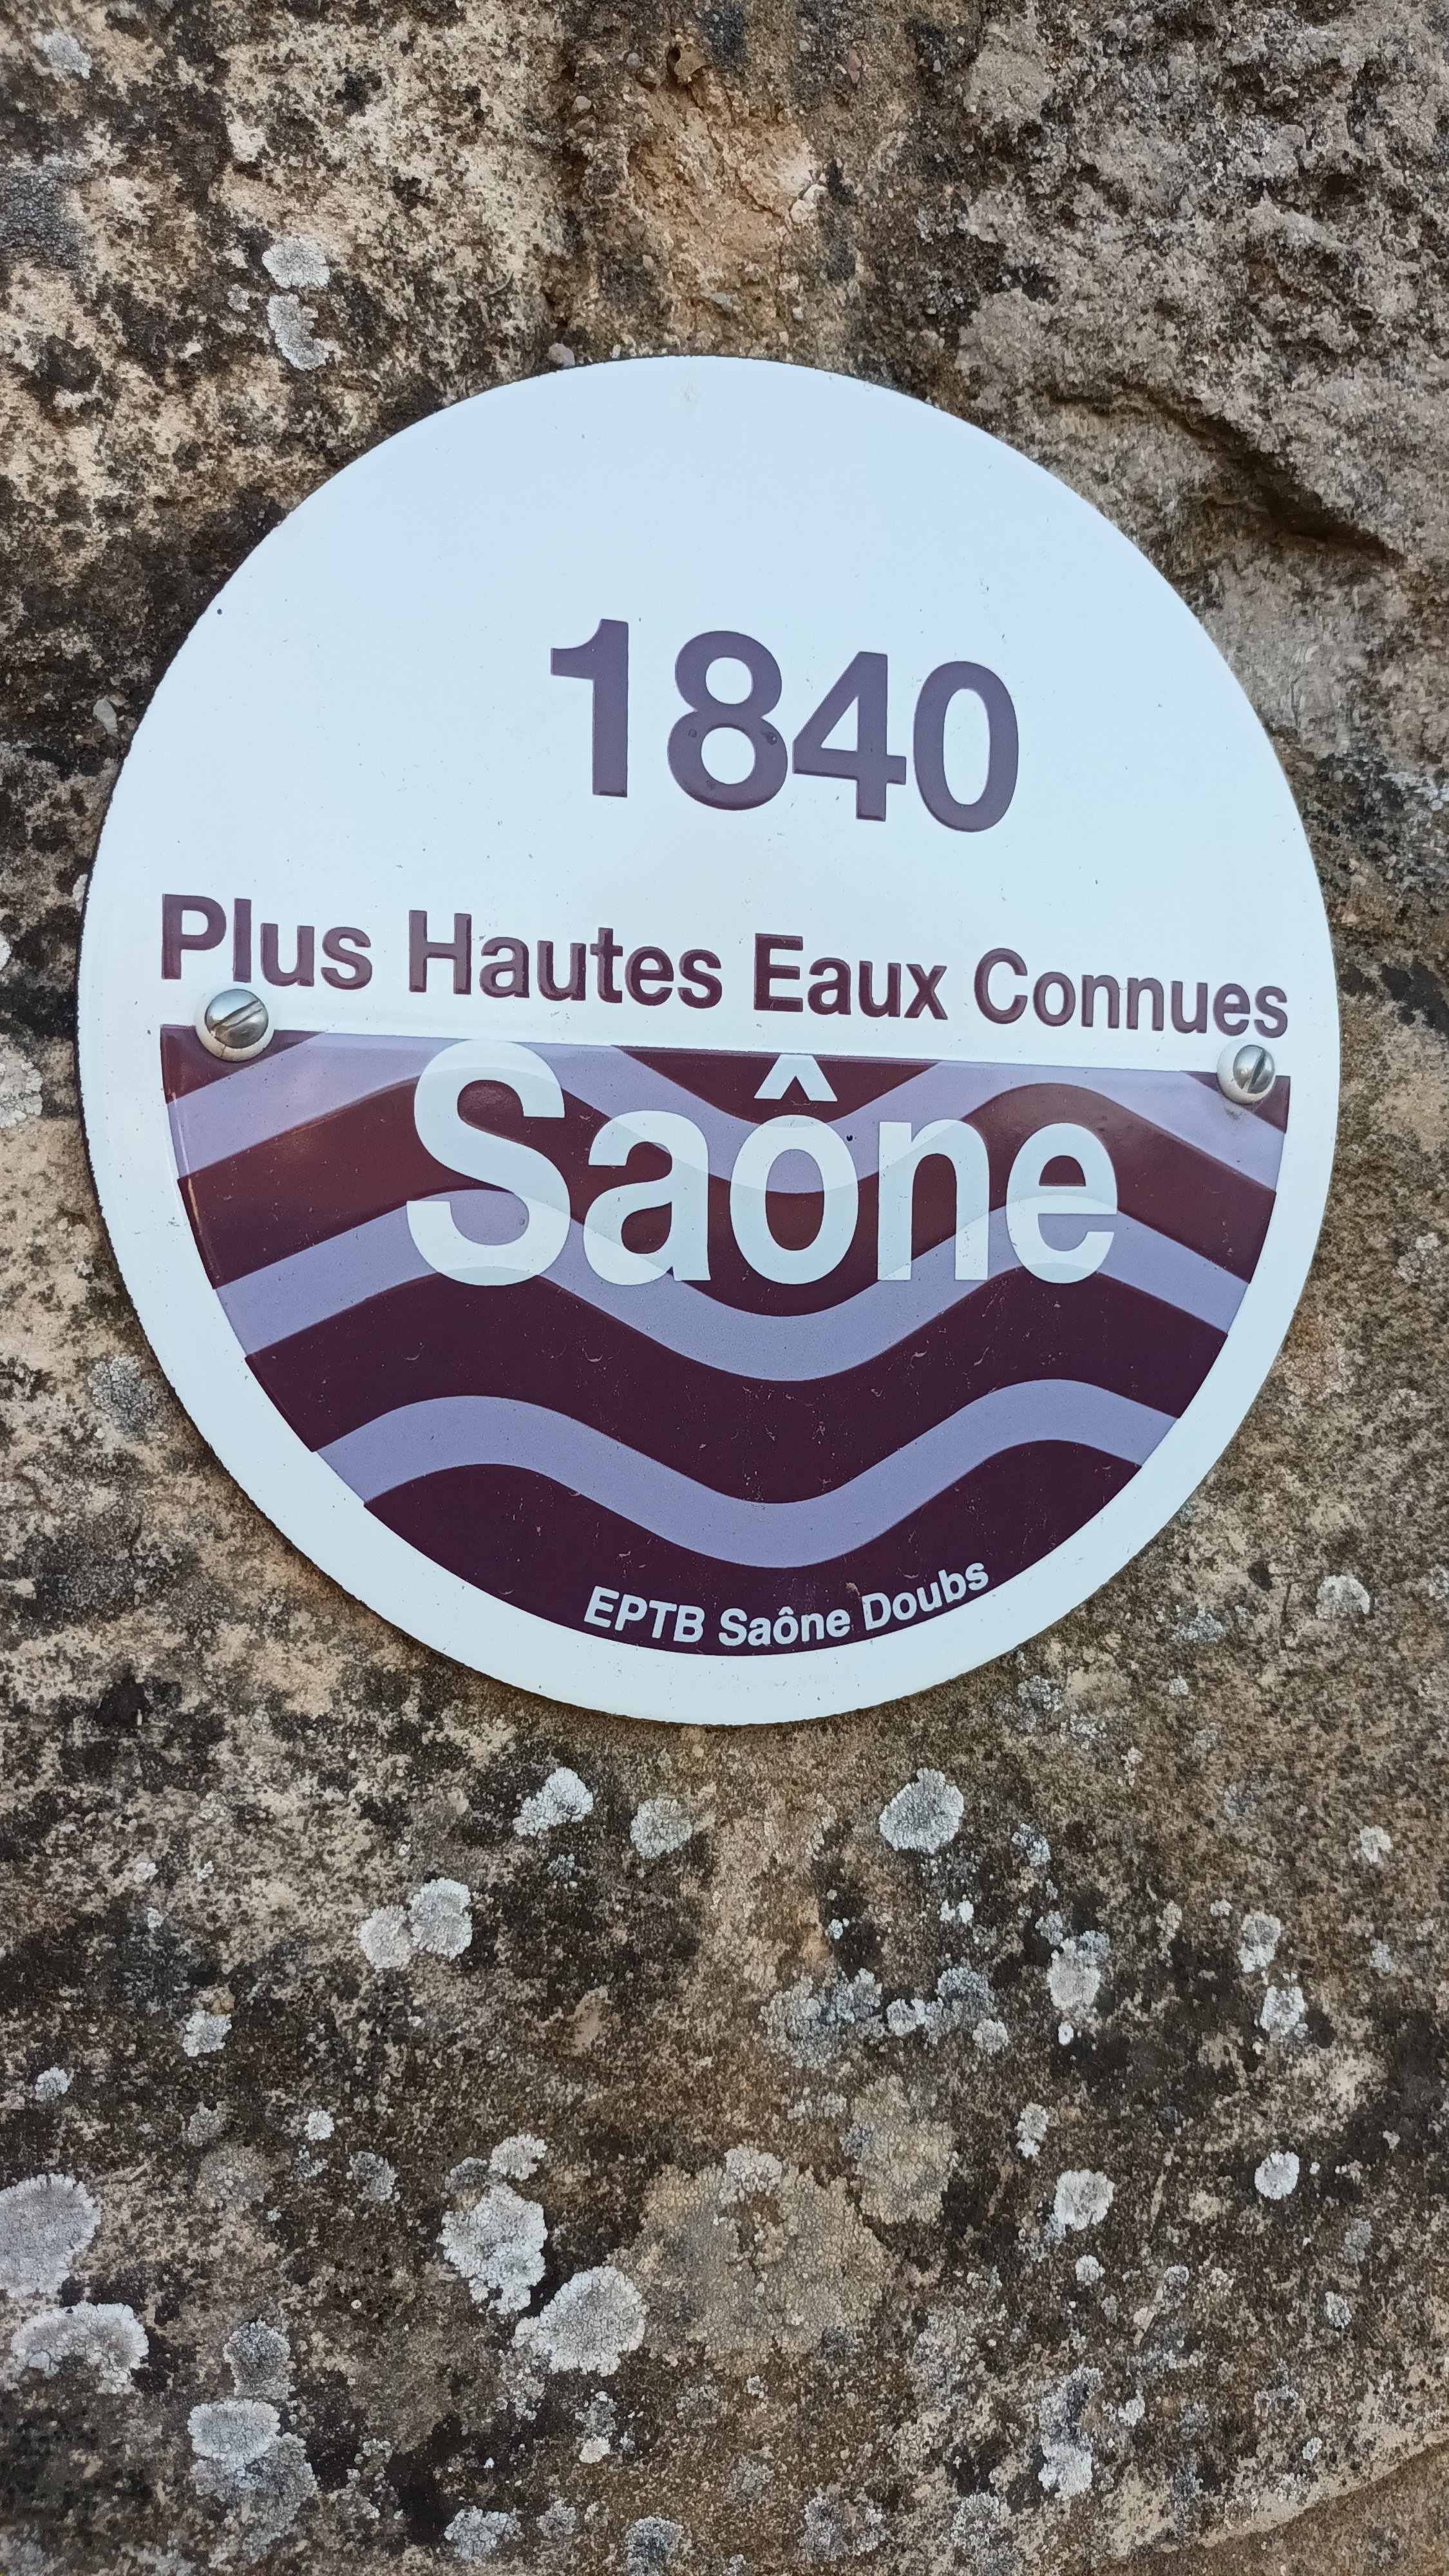 1840
Plus Hautes Eaux Connues
Saône
EPTB Saône Doubs